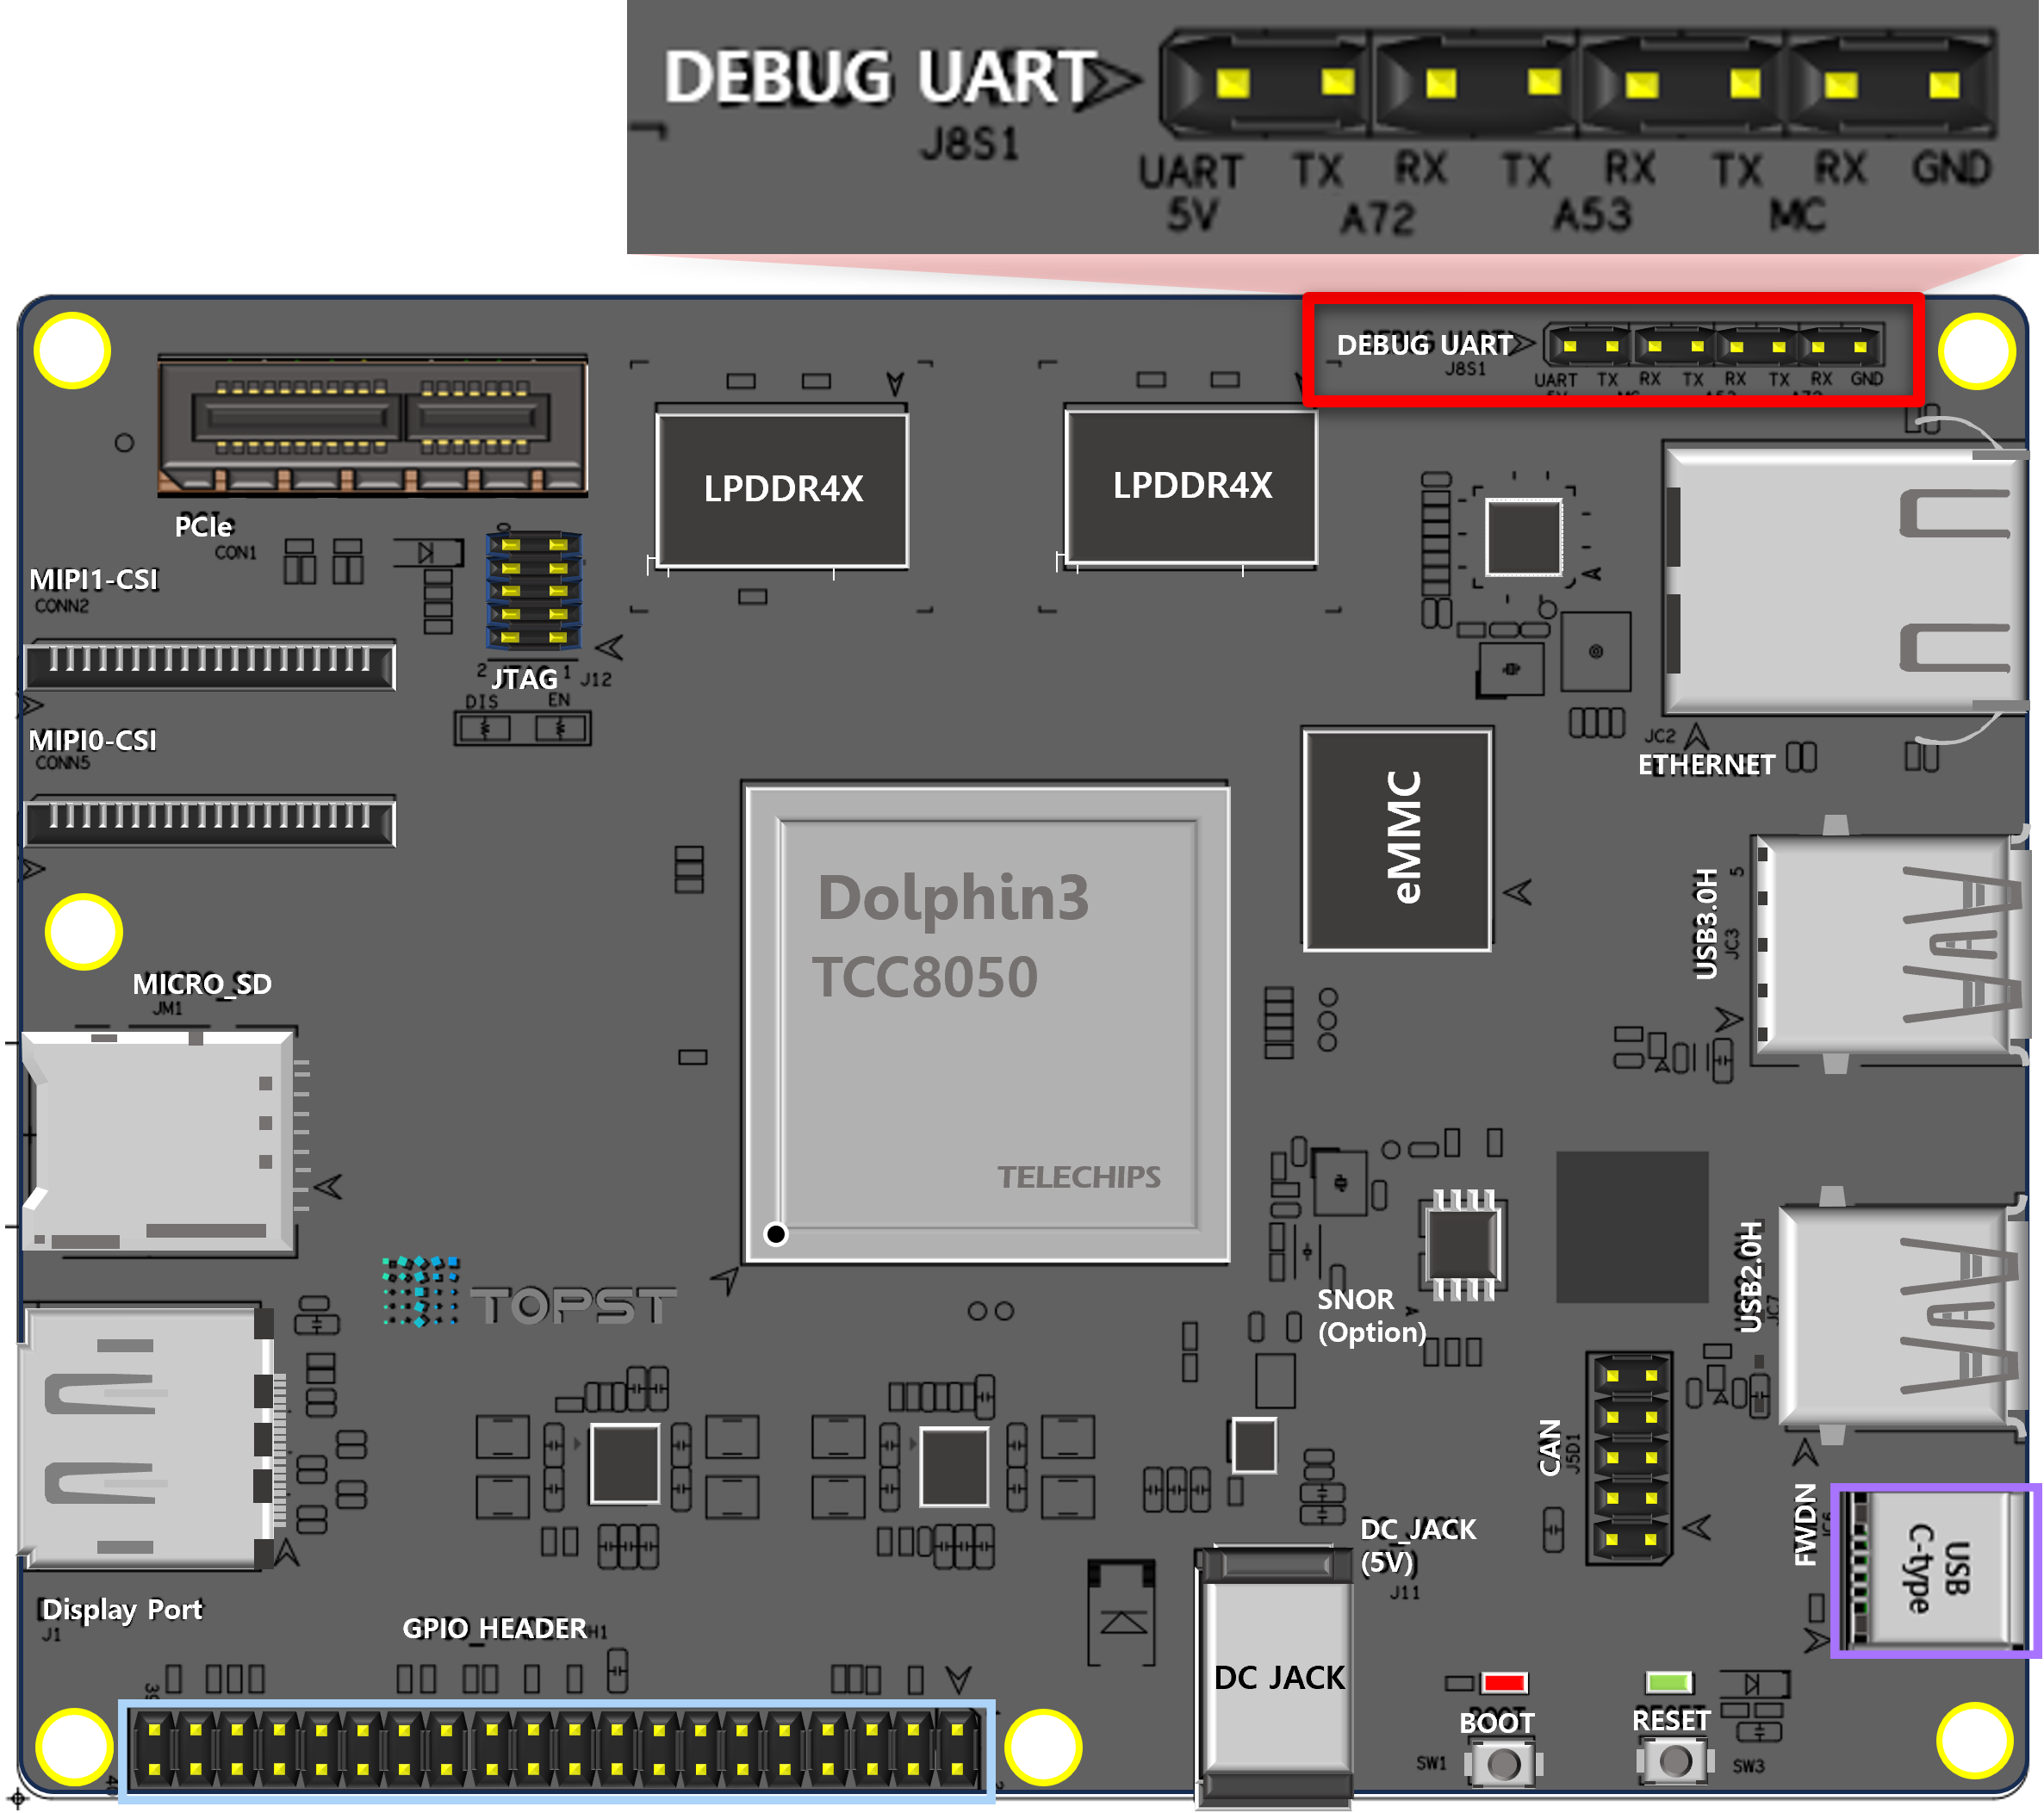 DEBUG UART
J8S1
UART TX RX TX RX TX RX GND
5V A72 A53 MC
DEBUG UART
J8S1
UART TX RX TX RX TX RX GND
LPDDR4X
LPDDR4X
PCIe
CON1
MIPI1-CSI
CONN2
2 JTAG 1 J12
DIS EN
MIPI0-CSI
CONN5
JC2
ETHERNET
eMMC
Dolphin3
TCC8050
TELECHIPS
USB3.0H
JC3
5
MICRO_SD
JM1
TOPST
SNOR
(Option)
USB2.0H
JC7
CAN
J5D1
FWDN
USB
C-type
DC_JACK
(5V)
J11
Display Port
J1
GPIO_HEADER
DC JACK
BOOT
SW1
RESET
SW3